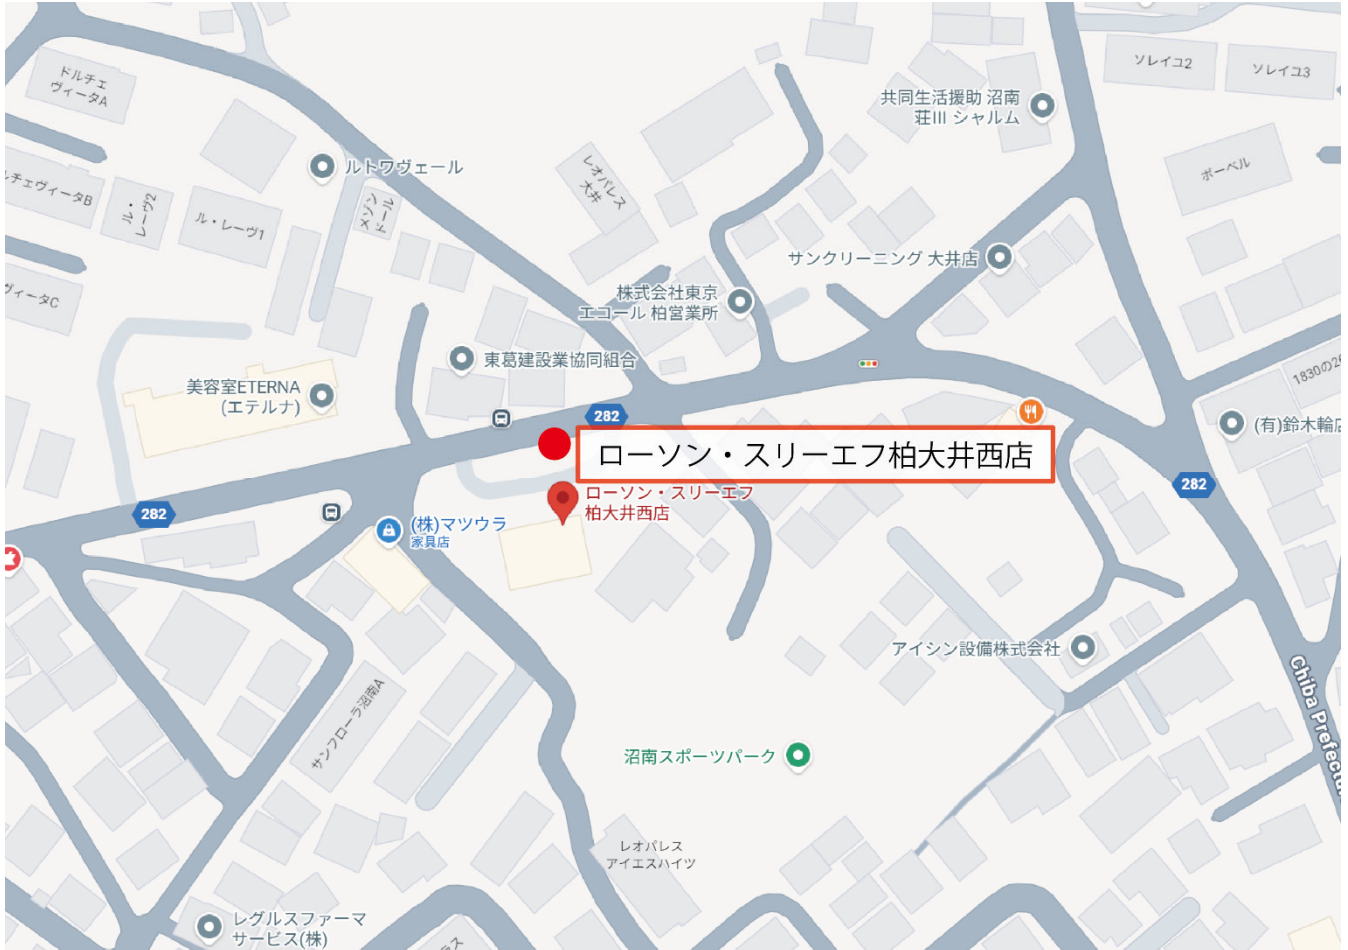 ドルチェ
ヴィータA
ソレイユ2
ソレイユ3
共同生活援助 沼南
荘III シャルム
ルトワヴェール
レオパレス
大井
ボーベル
ルチェヴィータB
ル・
レーヴ2
ル・レーヴ1
メゾン
ドール
サンクリーニング 大井店
ヴィータC
株式会社東京
エコール 柏営業所
東葛建設業協同組合
1830の26
美容室ETERNA
(エテルナ)
282
(有)鈴木輪店
ローソン・スリーエフ柏大井西店
282
ローソン・スリーエフ
柏大井西店
282
(株)マツウラ
家具店
アイシン設備株式会社
Chiba Prefectur
サンフローラ沼南A
沼南スポーツパーク
レオパレス
アイエスハイツ
レグルスファーマ
サービス(株)